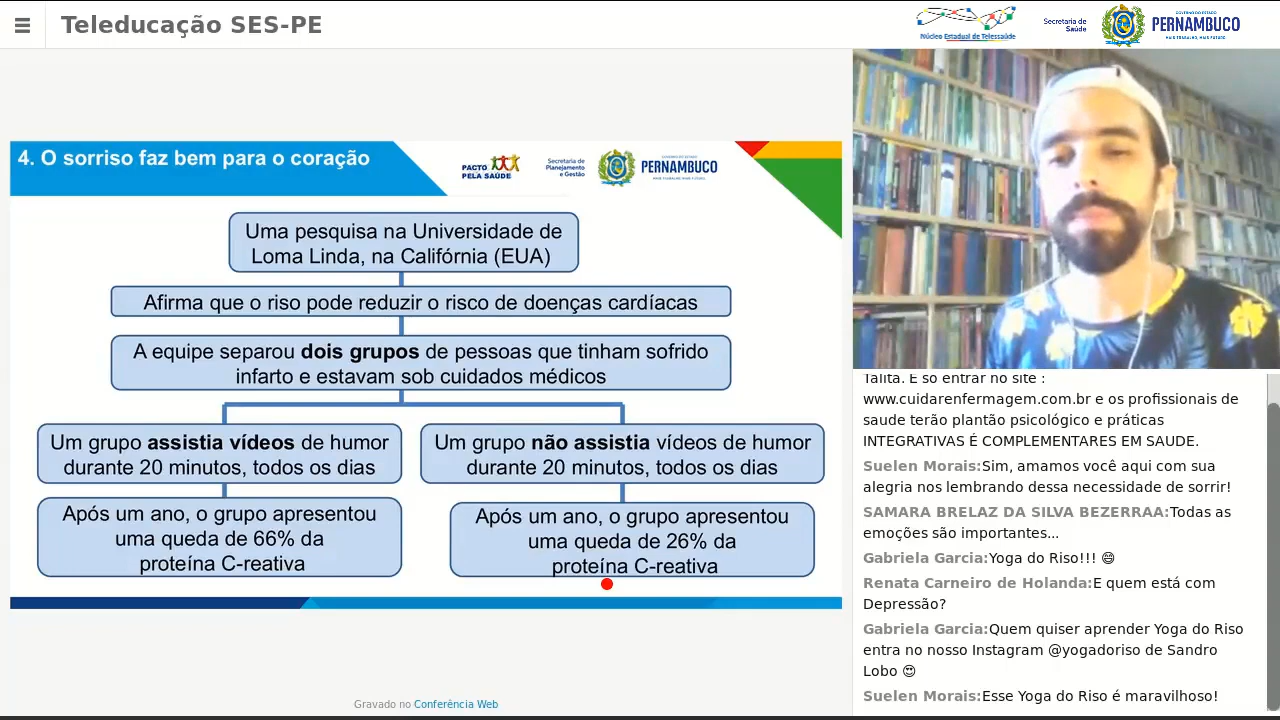 Teleducação SES-PE
Núcleo Estadual de Telessaúde
Secretaria de
Saúde
GOVERNO DO ESTADO
PERNAMBUCO
MAIS TRABALHO, MAIS FUTURO
4. O sorriso faz bem para o coração
PACTO
PELA SAÚDE
Secretaria de
Planejamento
e Gestão
PERNAMBUCO
Uma pesquisa na Universidade de
Loma Linda, na Califórnia (EUA)
Afirma que o riso pode reduzir o risco de doenças cardíacas
A equipe separou dois grupos de pessoas que tinham sofrido
infarto e estavam sob cuidados médicos
Um grupo assistia vídeos de humor
durante 20 minutos, todos os dias
Um grupo não assistia vídeos de humor
durante 20 minutos, todos os dias
Após um ano, o grupo apresentou
uma queda de 66% da
proteína C-reativa
Após um ano, o grupo apresentou
uma queda de 26% da
proteína C-reativa
Gravado no Conferência Web
Talita. E so entrar no site :
www.cuidarenfermagem.com.br e os profissionais de
saude terão plantão psicológico e práticas
INTEGRATIVAS É COMPLEMENTARES EM SAUDE.
Suelen Morais:Sim, amamos você aqui com sua
alegria nos lembrando dessa necessidade de sorrir!
SAMARA BRELAZ DA SILVA BEZERRAA:Todas as
emoções são importantes...
Gabriela Garcia:Yoga do Riso!!! 😄
Renata Carneiro de Holanda:E quem está com
Depressão?
Gabriela Garcia:Quem quiser aprender Yoga do Riso
entra no nosso Instagram @yogadoriso de Sandro
Lobo 😍
Suelen Morais:Esse Yoga do Riso é maravilhoso!